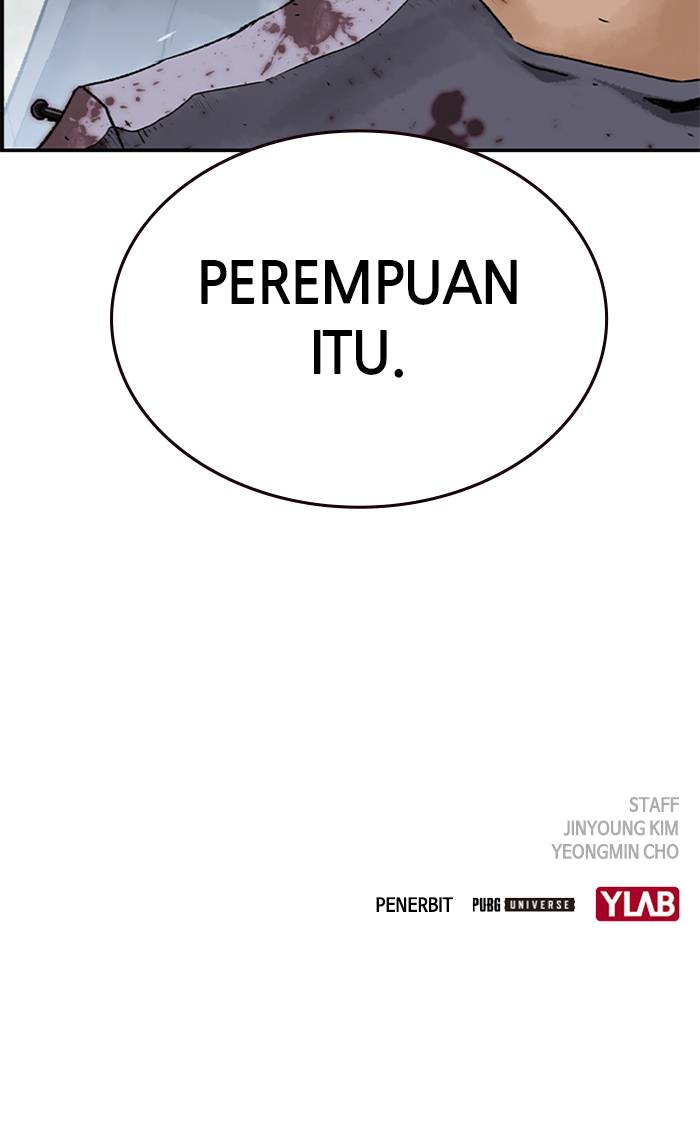 PEREMPUAN
ITU.
STAFF
JINYOUNG KIM
YEONGMIN CHO
PENERBIT PUBG UNIVERSE YLAB